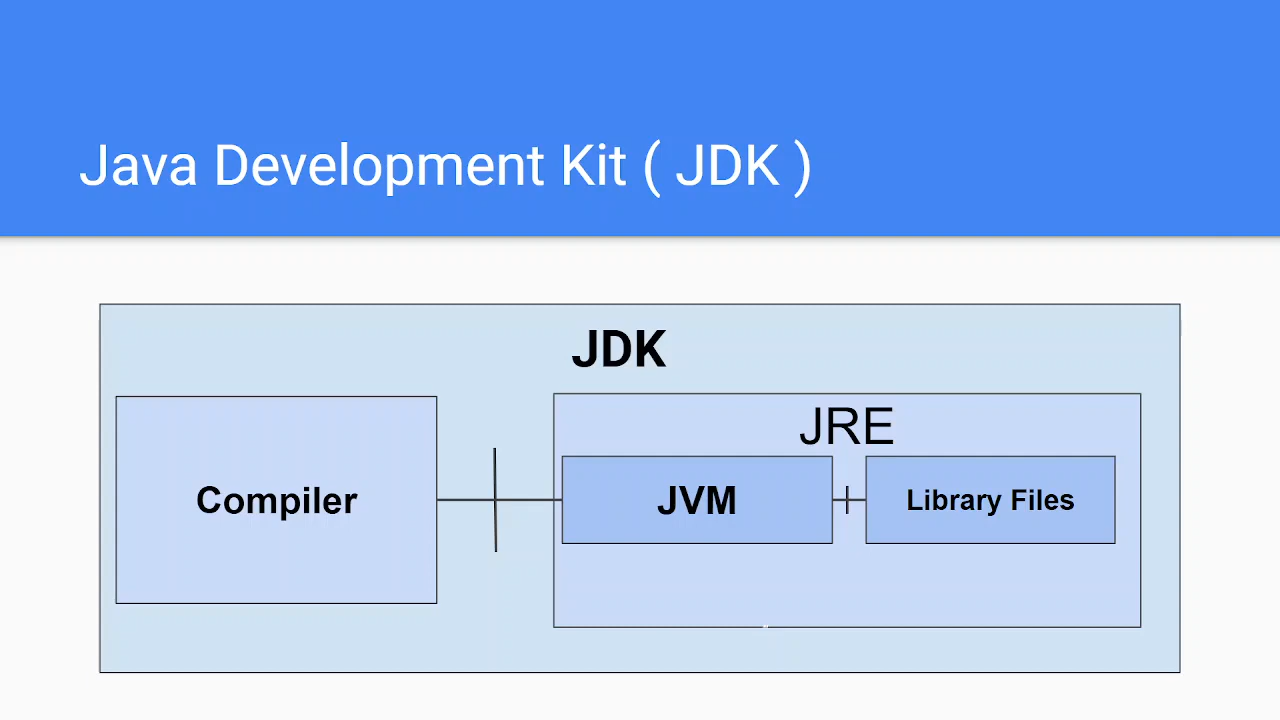 Java Development Kit ( JDK )
JDK
JRE
Compiler
JVM
Library Files